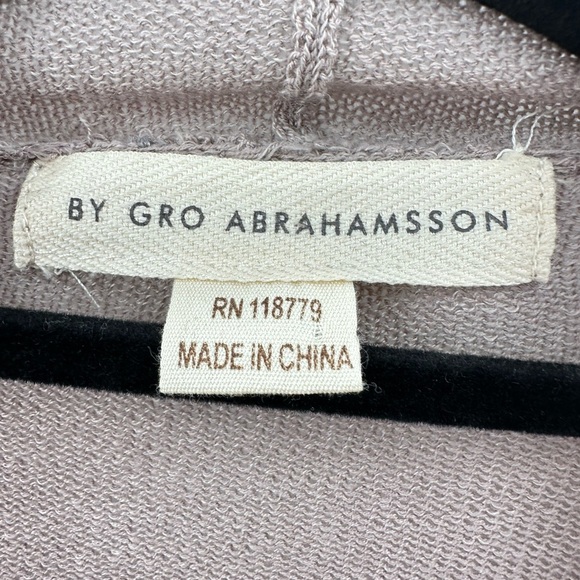 BY GRO ABRAHAMSSON
RN 118779
MADE IN CHINA